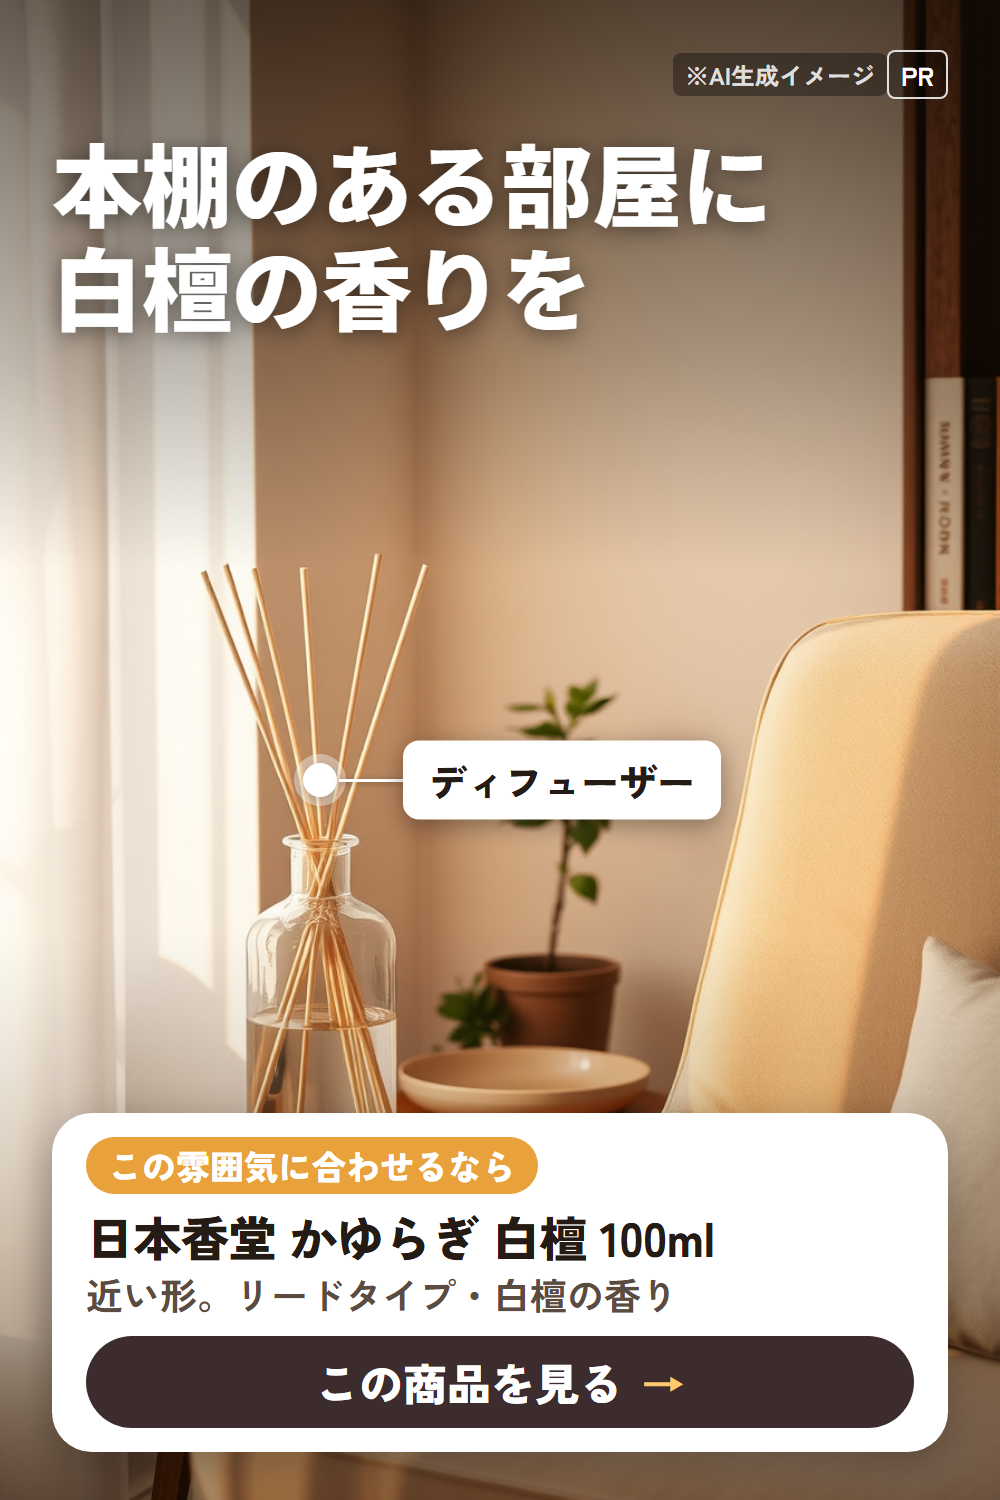 ※AI生成イメージ PR
本棚のある部屋に
白檀の香りを
ディフューザー
この雰囲気に合わせるなら
日本香堂 かゆらぎ 白檀 100ml
近い形。リードタイプ・白檀の香り
この商品を見る →